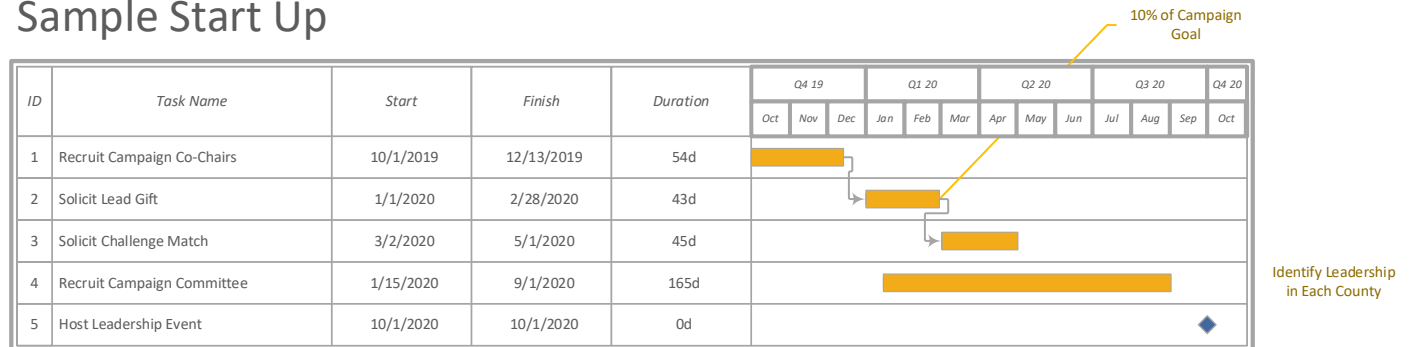 Sample Start Up
10% of Campaign
Goal
ID Task Name Start Finish Duration Q4 19 Q1 20 Q2 20 Q3 20 Q4 20
Oct Nov Dec Jan Feb Mar Apr May Jun Jul Aug Sep Oct
1 Recruit Campaign Co-Chairs 10/1/2019 12/13/2019 54d
2 Solicit Lead Gift 1/1/2020 2/28/2020 43d
3 Solicit Challenge Match 3/2/2020 5/1/2020 45d
4 Recruit Campaign Committee 1/15/2020 9/1/2020 165d
Identify Leadership
in Each County
5 Host Leadership Event 10/1/2020 10/1/2020 0d